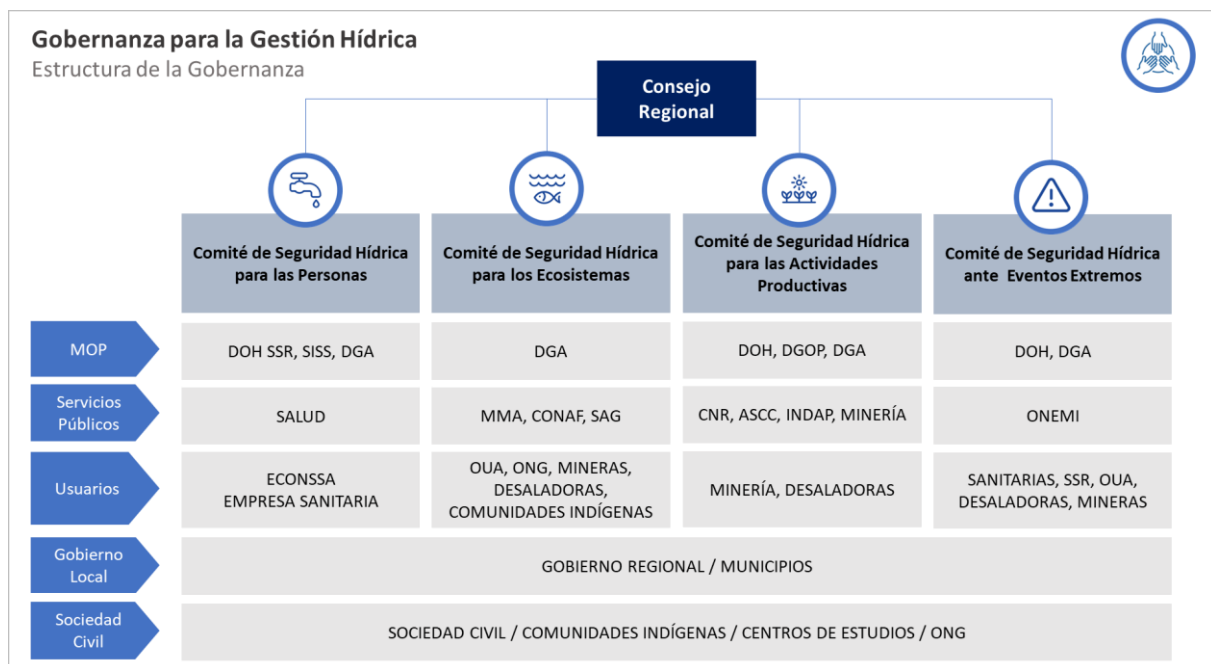 Gobernanza para la Gestión Hídrica
Estructura de la Gobernanza
Consejo
Regional
Comité de Seguridad Hídrica
para las Personas
Comité de Seguridad Hídrica
para los Ecosistemas
Comité de Seguridad Hídrica
para las Actividades
Productivas
Comité de Seguridad Hídrica
ante Eventos Extremos
MOP
DOH SSR, SISS, DGA
DGA
DOH, DGOP, DGA
DOH, DGA
Servicios
Públicos
SALUD
MMA, CONAF, SAG
CNR, ASCC, INDAP, MINERÍA
ONEMI
Usuarios
ECONSSA
EMPRESA SANITARIA
OUA, ONG, MINERAS,
DESALADORAS,
COMUNIDADES INDÍGENAS
MINERÍA, DESALADORAS
SANITARIAS, SSR, OUA,
DESALADORAS, MINERAS
Gobierno
Local
GOBIERNO REGIONAL / MUNICIPIOS
Sociedad
Civil
SOCIEDAD CIVIL / COMUNIDADES INDÍGENAS / CENTROS DE ESTUDIOS / ONG